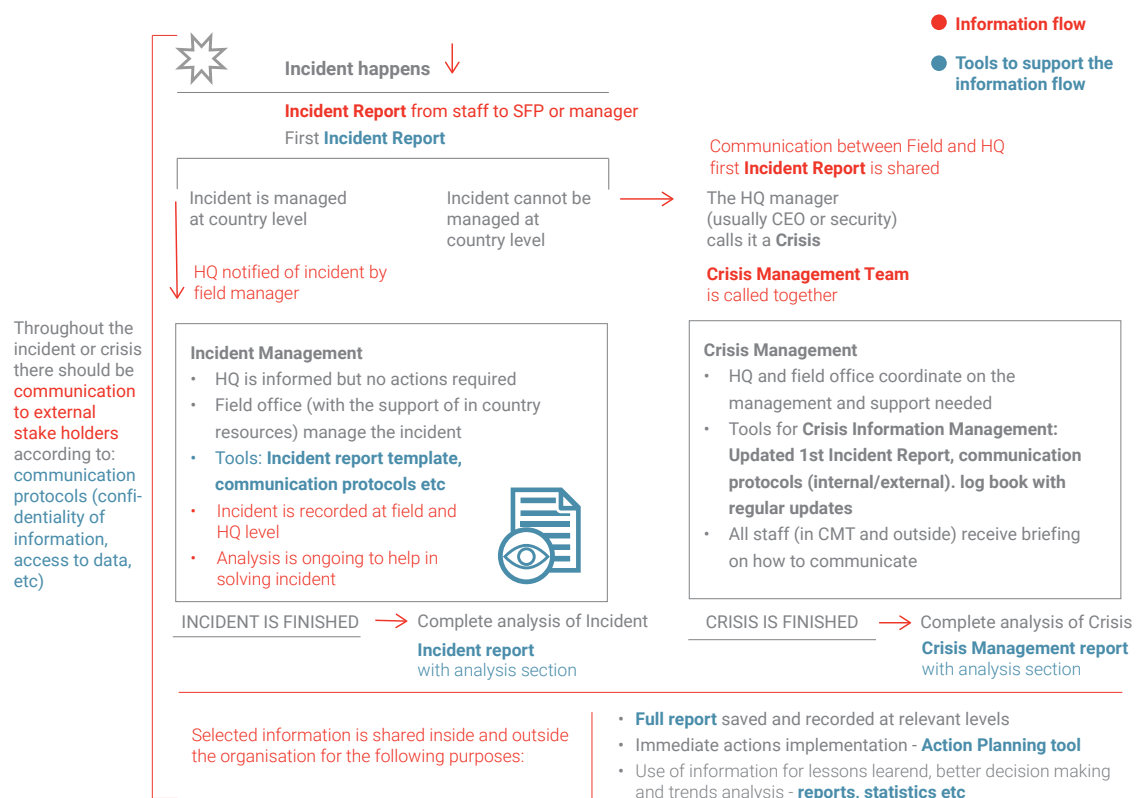 Information flow
Tools to support the
information flow
Incident happens
Incident Report from staff to SFP or manager
First Incident Report
Communication between Field and HQ
first Incident Report is shared
Incident is managed
at country level
Incident cannot be
managed at
country level
The HQ manager
(usually CEO or security)
calls it a Crisis
HQ notified of incident by
field manager
Crisis Management Team
is called together
Throughout the
incident or crisis
there should be
communication
to external
stake holders
according to:
communication
protocols (confi-
dentiality of
information,
access to data,
etc)
Incident Management
• HQ is informed but no actions required
• Field office (with the support of in country
resources) manage the incident
• Tools: Incident report template,
communication protocols etc
• Incident is recorded at field and
HQ level
• Analysis is ongoing to help in
solving incident
Crisis Management
• HQ and field office coordinate on the
management and support needed
• Tools for Crisis Information Management:
Updated 1st Incident Report, communication
protocols (internal/external). log book with
regular updates
• All staff (in CMT and outside) receive briefing
on how to communicate
INCIDENT IS FINISHED
Complete analysis of Incident
Incident report
with analysis section
CRISIS IS FINISHED
Complete analysis of Crisis
Crisis Management report
with analysis section
Selected information is shared inside and outside
the organisation for the following purposes:
• Full report saved and recorded at relevant levels
• Immediate actions implementation - Action Planning tool
• Use of information for lessons learend, better decision making
and trends analysis - reports, statistics etc